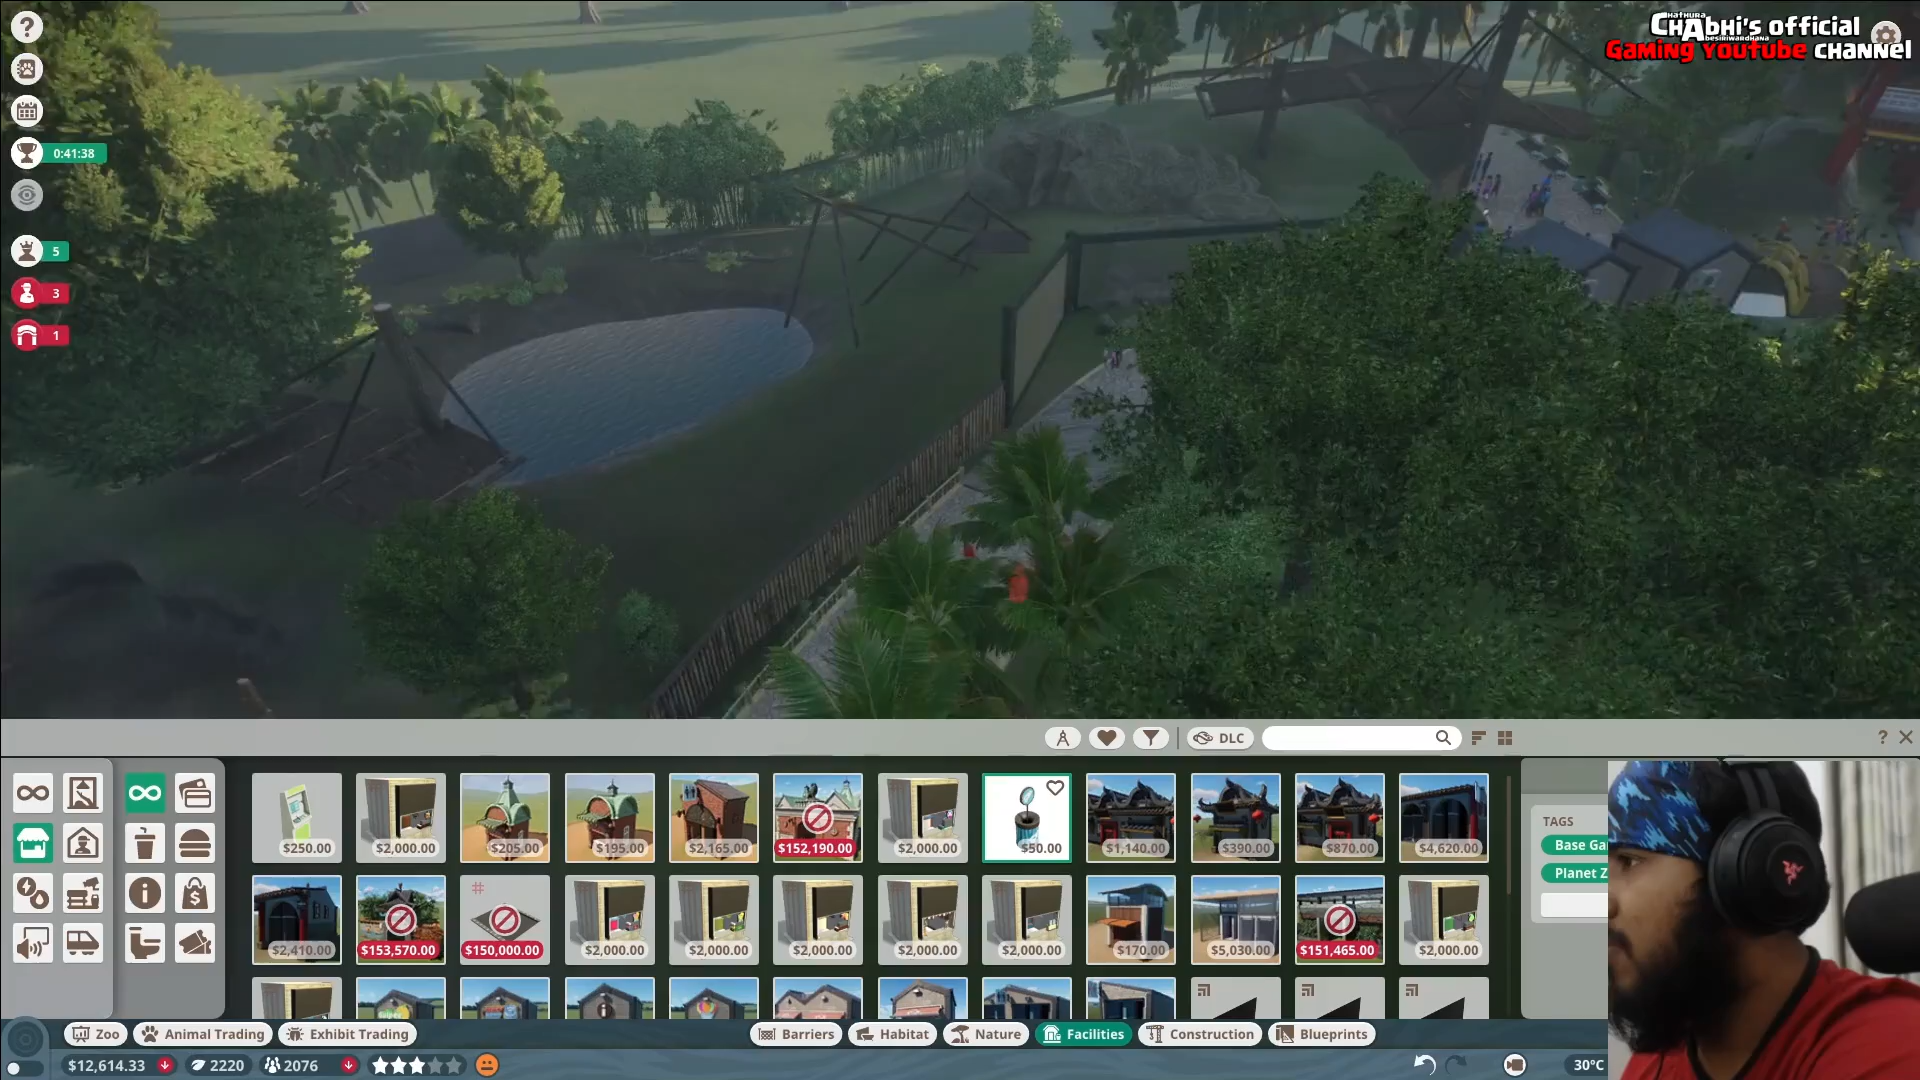 CHAbhi's official
Gaming YouTube channel
0:41:38
5
3
1
DLC
$250.00 $2,000.00 $205.00 $195.00 $2,165.00 $152,190.00 $2,000.00 $50.00 $1,140.00 $390.00 $870.00 $4,620.00
$2,410.00 $153,570.00 $150,000.00 $2,000.00 $2,000.00 $2,000.00 $2,000.00 $2,000.00 $170.00 $5,030.00 $151,465.00 $2,000.00
TAGS
Base Ga
Planet Z
Zoo Animal Trading Exhibit Trading Barriers Habitat Nature Facilities Construction Blueprints
$12,614.33 2220 2076 30°C